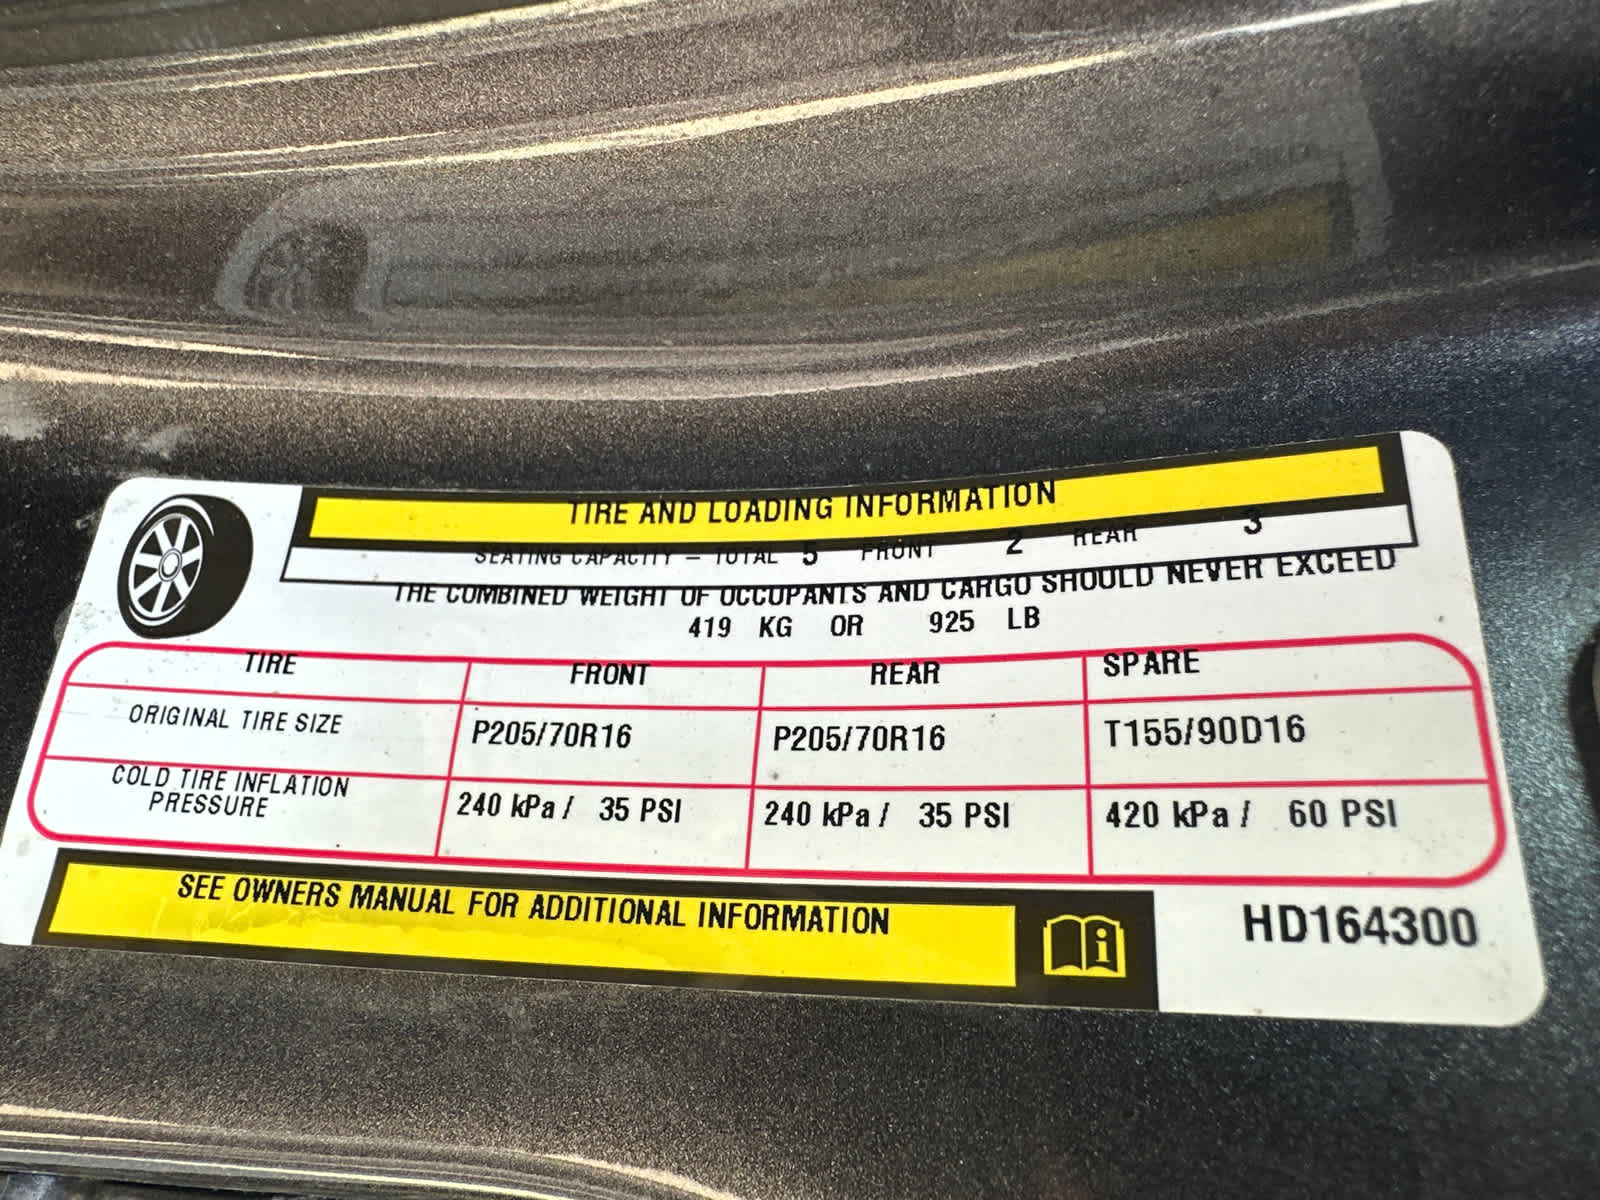 TIRE AND LOADING INFORMATION
SEATING CAPACITY – TOTAL 5 FRONT 2 REAR 3
THE COMBINED WEIGHT OF OCCUPANTS AND CARGO SHOULD NEVER EXCEED
419 KG OR 925 LB
TIRE FRONT REAR SPARE
ORIGINAL TIRE SIZE P205/70R16 P205/70R16 T155/90D16
COLD TIRE INFLATION
PRESSURE 240 kPa / 35 PSI 240 kPa / 35 PSI 420 kPa / 60 PSI
SEE OWNERS MANUAL FOR ADDITIONAL INFORMATION
HD164300